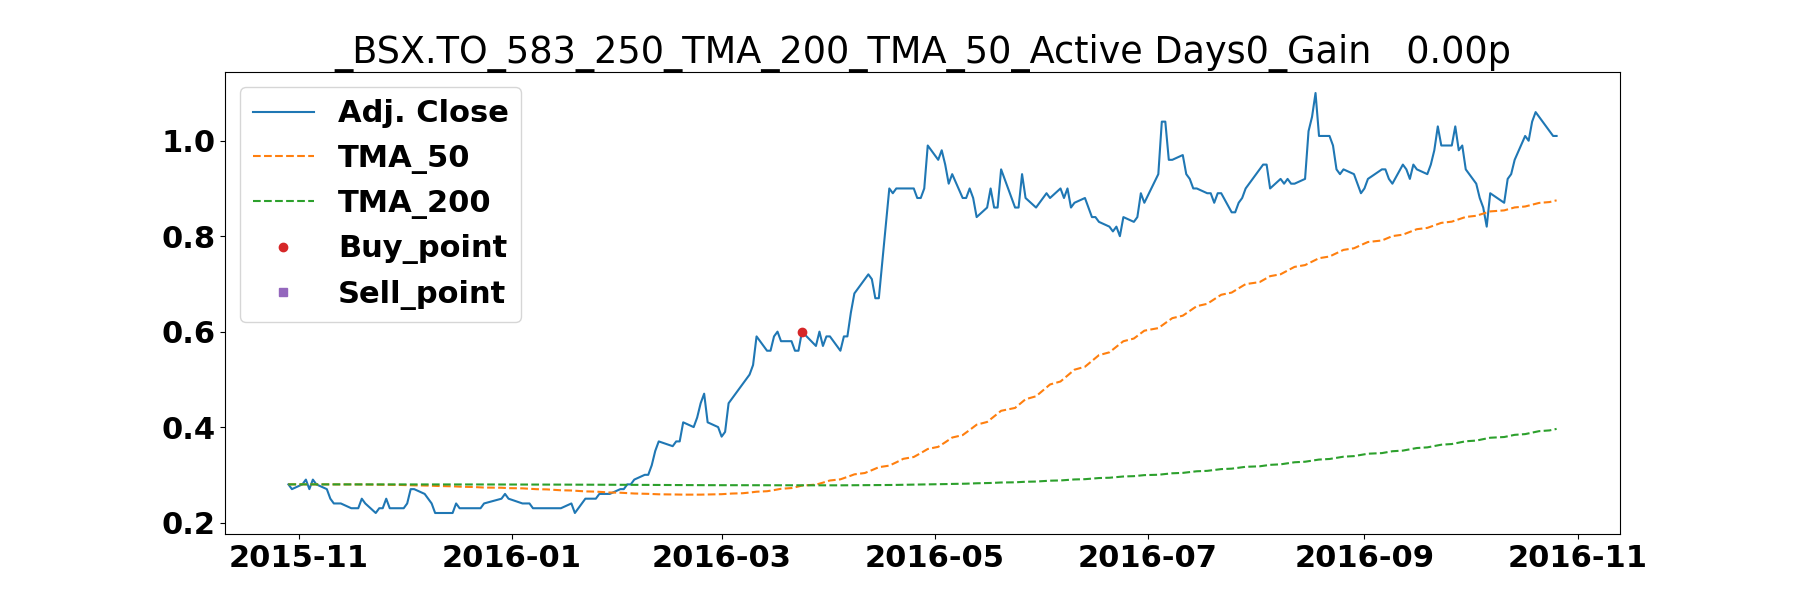 _BSX.TO_583_250_TMA_200_TMA_50_Active Days0_Gain   0.00p
Adj. Close
TMA_50
TMA_200
Buy_point
Sell_point
1.0
0.8
0.6
0.4
0.2
2015-11 2016-01 2016-03 2016-05 2016-07 2016-09 2016-11